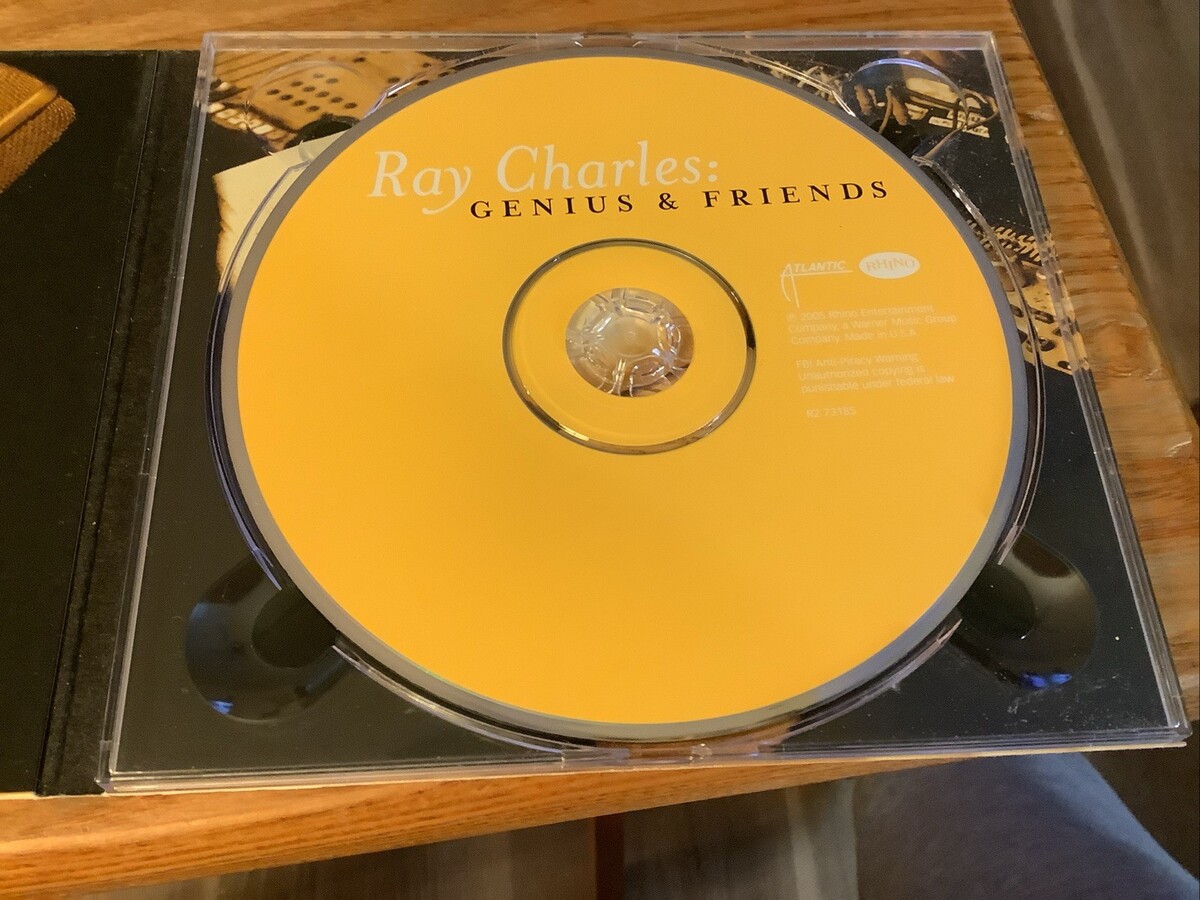 Ray Charles:
GENIUS & FRIENDS
ATLANTIC RHINO
℗ 2005 Rhino Entertainment
Company, a Warner Music Group
Company. Made in U.S.A.
FBI Anti-Piracy Warning:
unauthorized copying is
punishable under federal law
R2 73185